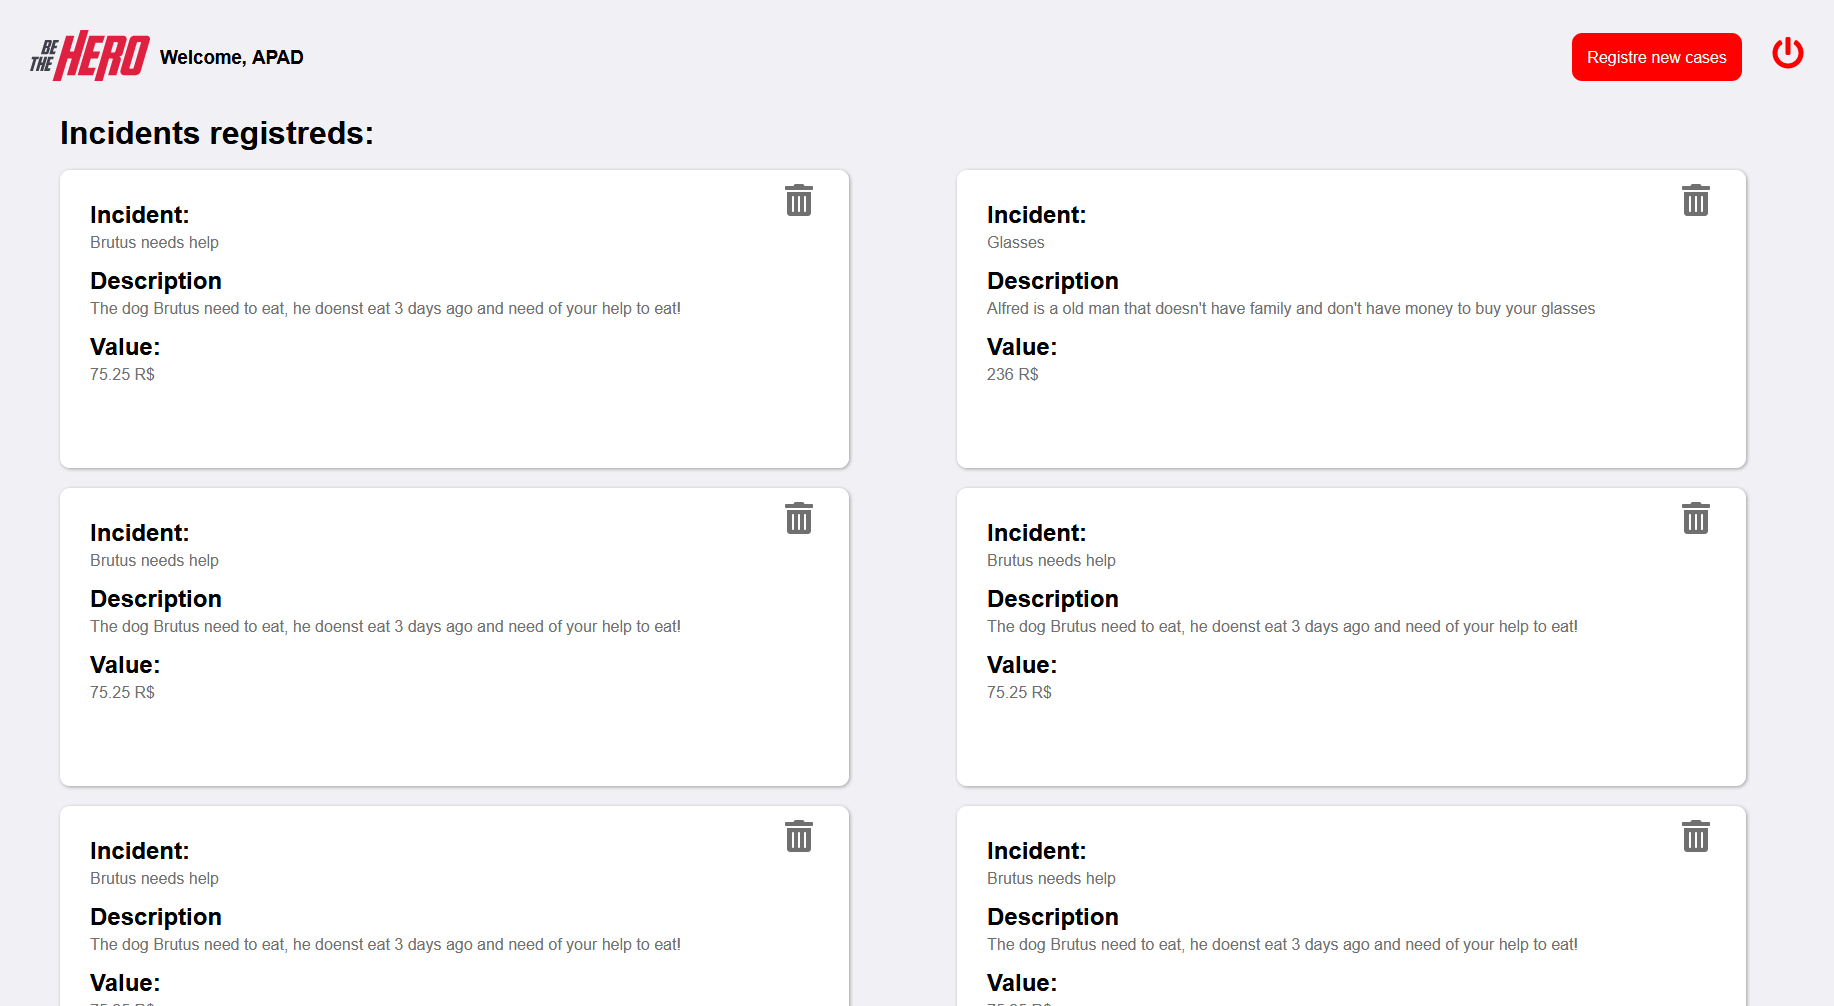 BE THE HERO Welcome, APAD
Registre new cases
Incidents registreds:
Incident:
Brutus needs help
Description
The dog Brutus need to eat, he doenst eat 3 days ago and need of your help to eat!
Value:
75.25 R$
Incident:
Glasses
Description
Alfred is a old man that doesn't have family and don't have money to buy your glasses
Value:
236 R$
Incident:
Brutus needs help
Description
The dog Brutus need to eat, he doenst eat 3 days ago and need of your help to eat!
Value:
75.25 R$
Incident:
Brutus needs help
Description
The dog Brutus need to eat, he doenst eat 3 days ago and need of your help to eat!
Value:
75.25 R$
Incident:
Brutus needs help
Description
The dog Brutus need to eat, he doenst eat 3 days ago and need of your help to eat!
Value:
Incident:
Brutus needs help
Description
The dog Brutus need to eat, he doenst eat 3 days ago and need of your help to eat!
Value: